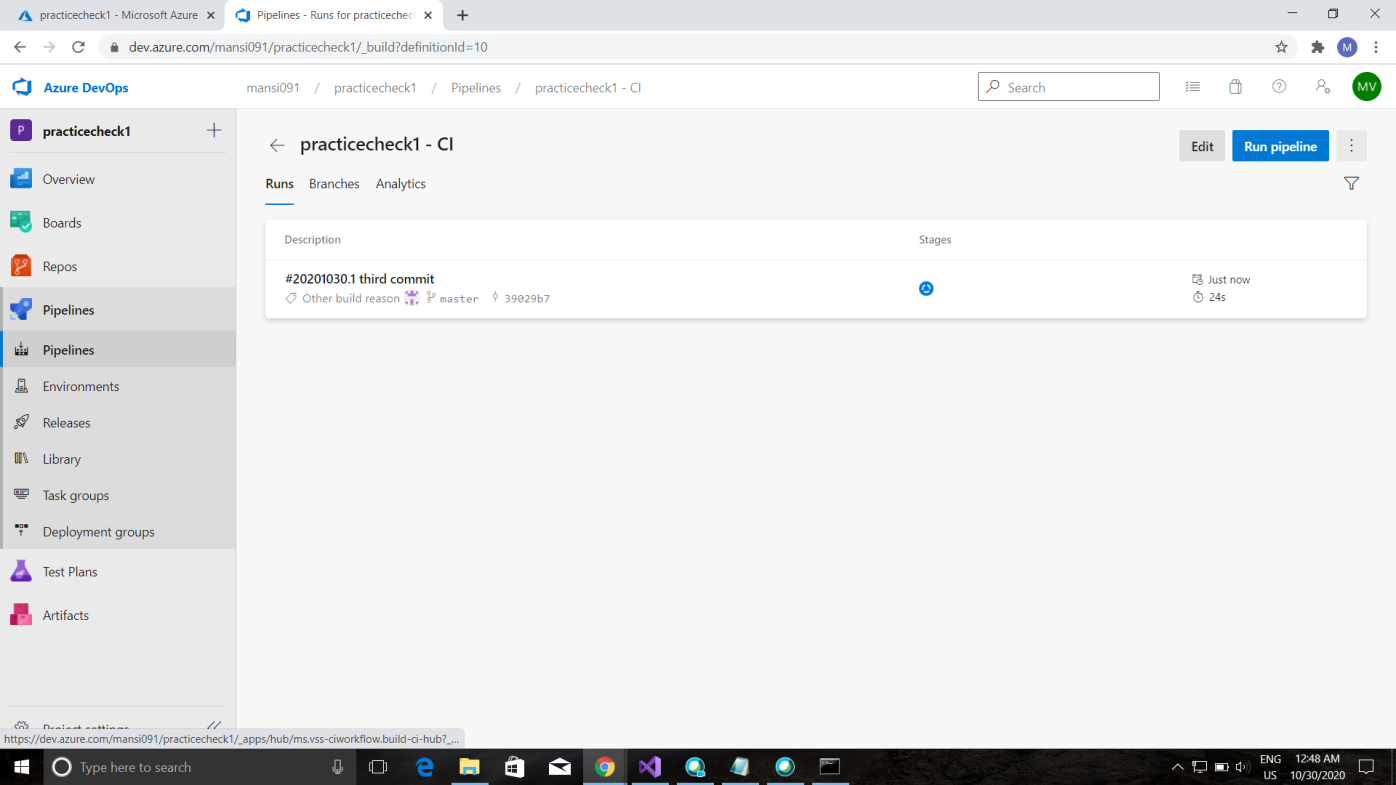 practicecheck1 - Microsoft Azure
Pipelines - Runs for practicechec
dev.azure.com/mansi091/practicecheck1/_build?definitionId=10
M
Azure DevOps
mansi091 / practicecheck1 / Pipelines / practicecheck1 - CI
Search
MV
P practicecheck1
Overview
Boards
Repos
Pipelines
Pipelines
Environments
Releases
Library
Task groups
Deployment groups
Test Plans
Artifacts
Project settings
practicecheck1 - CI
Edit
Run pipeline
Runs Branches Analytics
Description Stages
#20201030.1 third commit
Other build reason master 39029b7
Just now
24s
https://dev.azure.com/mansi091/practicecheck1/_apps/hub/ms.vss-ciworkflow.build-ci-hub?_...
Type here to search
ENG
US
12:48 AM
10/30/2020